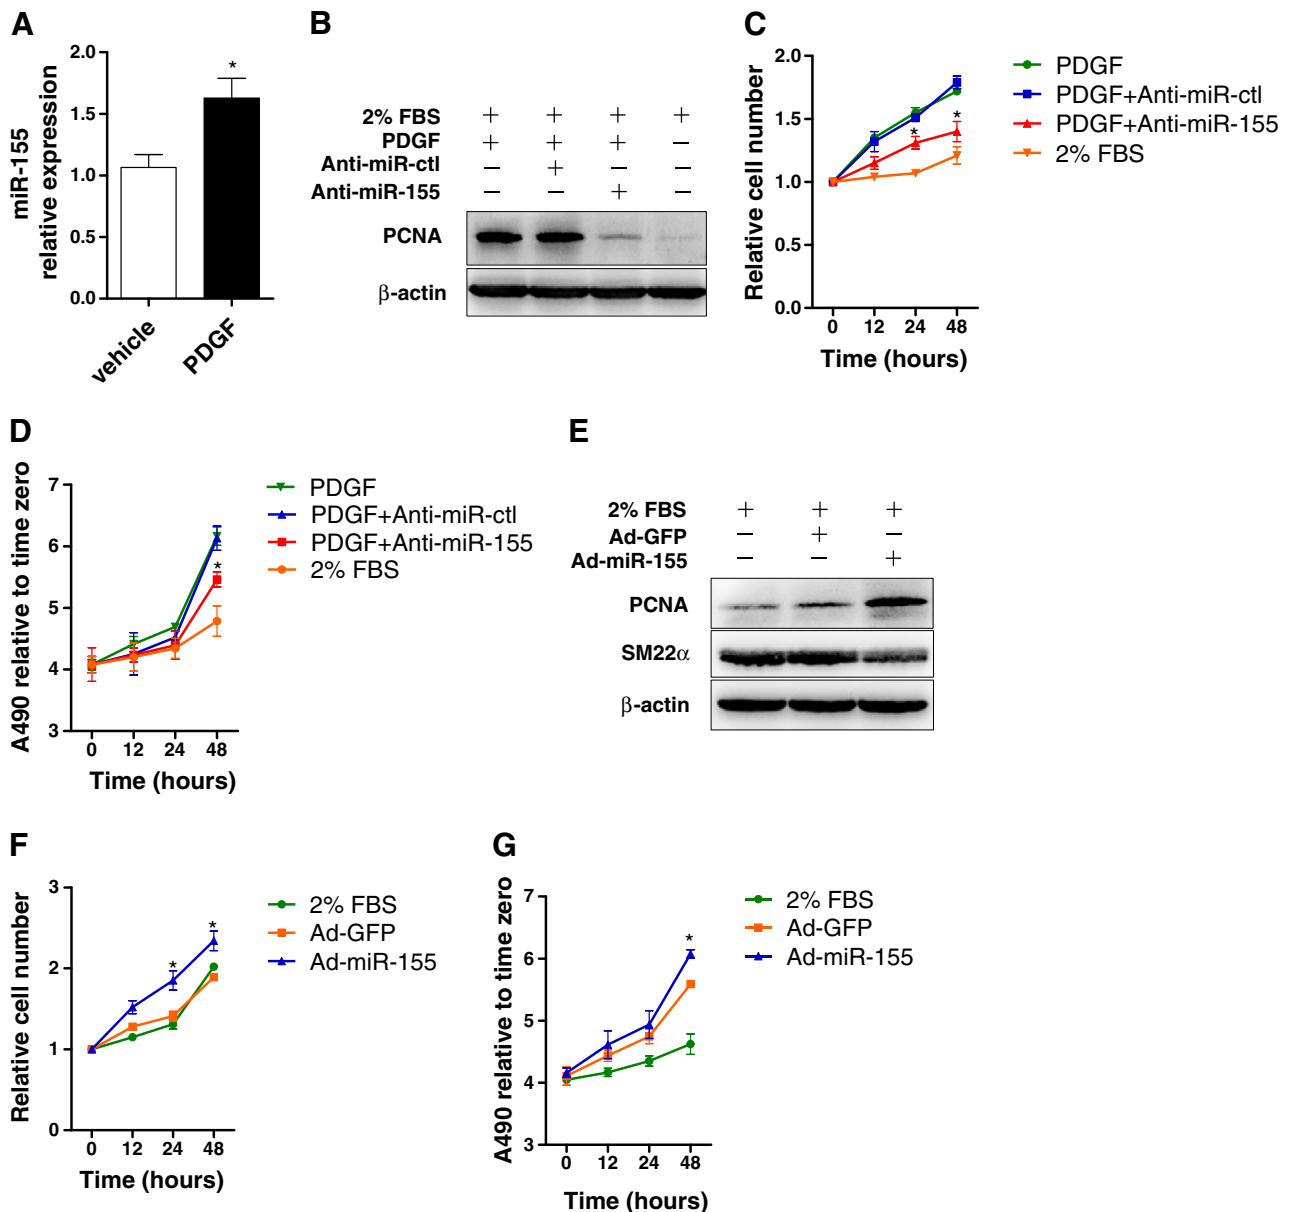 A
miR-155
relative expression
2.0
1.5
1.0
0.5
0.0
*
vehicle
PDGF
B
2% FBS + + + +
PDGF + + + −
Anti-miR-ctl − + − −
Anti-miR-155 − − + −
PCNA
β-actin
C
Relative cell number
2.0
1.5
1.0
0.5
0.0
* *
0 12 24 48
Time (hours)
PDGF
PDGF+Anti-miR-ctl
PDGF+Anti-miR-155
2% FBS
D
A490 relative to time zero
7
6
5
4
3
*
0 12 24 48
Time (hours)
PDGF
PDGF+Anti-miR-ctl
PDGF+Anti-miR-155
2% FBS
E
2% FBS + + +
Ad-GFP − + −
Ad-miR-155 − − +
PCNA
SM22α
β-actin
F
Relative cell number
3
2
1
0
* *
0 12 24 48
Time (hours)
2% FBS
Ad-GFP
Ad-miR-155
G
A490 relative to time zero
7
6
5
4
3
*
0 12 24 48
Time (hours)
2% FBS
Ad-GFP
Ad-miR-155